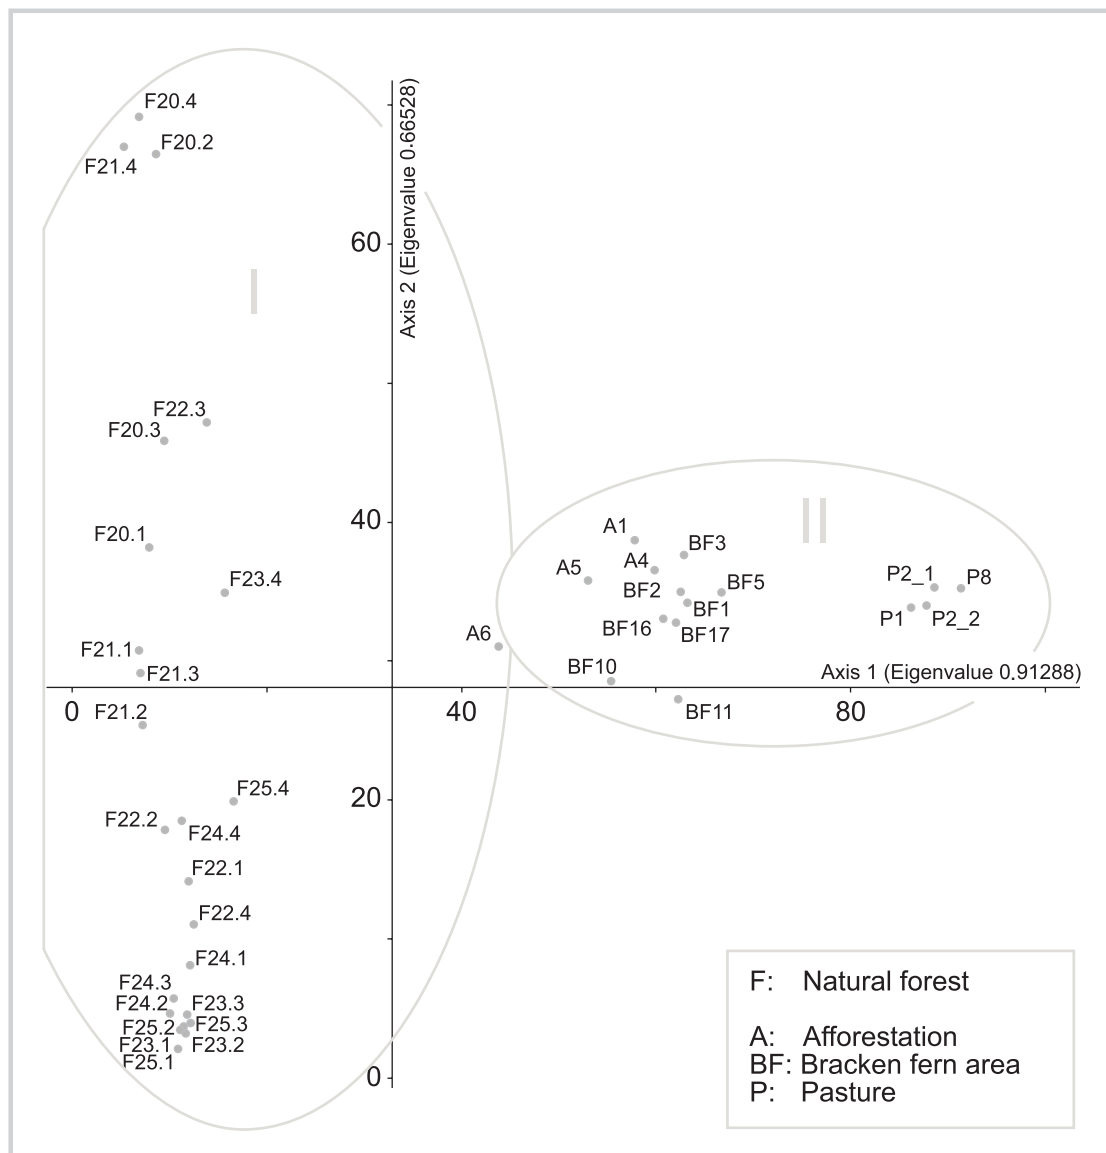 F20.4
F20.2
F21.4
Axis 2 (Eigenvalue 0.66528)
60
I
F22.3
F20.3
40
II
F20.1
A1
BF3
A4
A5
F23.4
BF2
BF5
P2_1
P8
BF1
P1
P2_2
BF16
BF17
A6
F21.1
F21.3
BF10
Axis 1 (Eigenvalue 0.91288)
0
F21.2
40
BF11
80
F25.4
20
F22.2
F24.4
F22.1
F22.4
F24.1
F24.3
F24.2
F23.3
F25.2
F25.3
F23.1
F23.2
F25.1
0
F: Natural forest
A: Afforestation
BF: Bracken fern area
P: Pasture